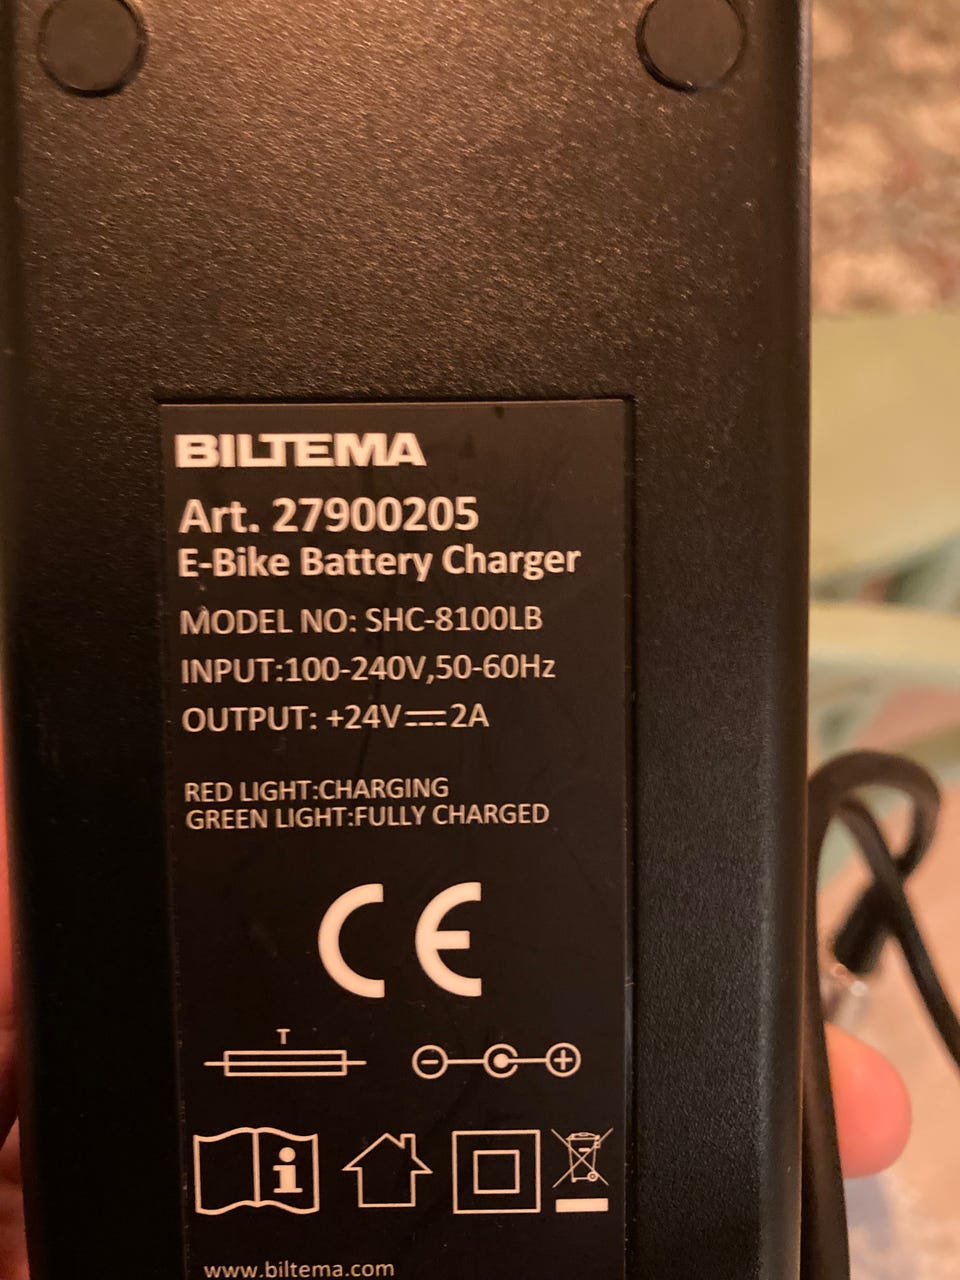 BILTEMA
Art. 27900205
E-Bike Battery Charger
MODEL NO: SHC-8100LB
INPUT:100-240V,50-60Hz
OUTPUT: +24V⎓2A
RED LIGHT:CHARGING
GREEN LIGHT:FULLY CHARGED
CE
T
www.biltema.com